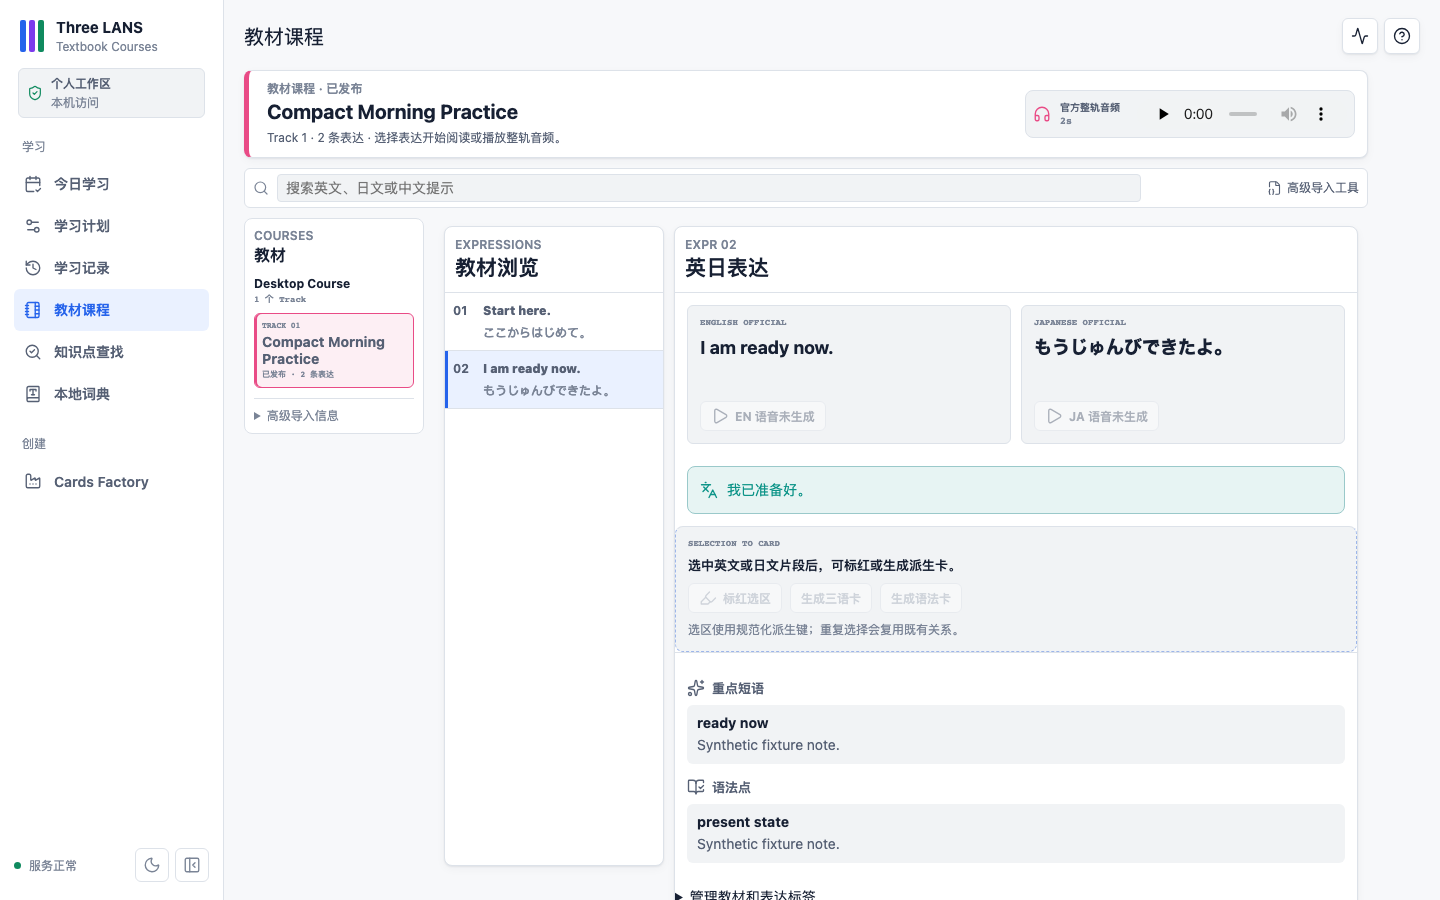 Three LANS
Textbook Courses
个人工作区
本机访问
学习
今日学习
学习计划
学习记录
教材课程
知识点查找
本地词典
创建
Cards Factory
服务正常
教材课程
教材课程 · 已发布
Compact Morning Practice
Track 1 · 2 条表达 · 选择表达开始阅读或播放整轨音频。
官方整轨音频
2s
0:00
搜索英文、日文或中文提示
高级导入工具
COURSES
教材
Desktop Course
1 个 Track
TRACK 01
Compact Morning
Practice
已发布 · 2 条表达
高级导入信息
EXPRESSIONS
教材浏览
01 Start here.
ここからはじめて。
02 I am ready now.
もうじゅんびできたよ。
EXPR 02
英日表达
ENGLISH OFFICIAL
I am ready now.
EN 语音未生成
JAPANESE OFFICIAL
もうじゅんびできたよ。
JA 语音未生成
我已准备好。
SELECTION TO CARD
选中英文或日文片段后，可标红或生成派生卡。
标红选区 生成三语卡 生成语法卡
选区使用规范化派生键；重复选择会复用既有关系。
重点短语
ready now
Synthetic fixture note.
语法点
present state
Synthetic fixture note.
管理教材和表达标签